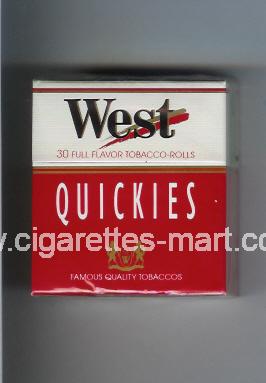 West
30 FULL FLAVOR TOBACCO-ROLLS
QUICKIES
www.cigarettes-mart.com
FAMOUS QUALITY TOBACCOS